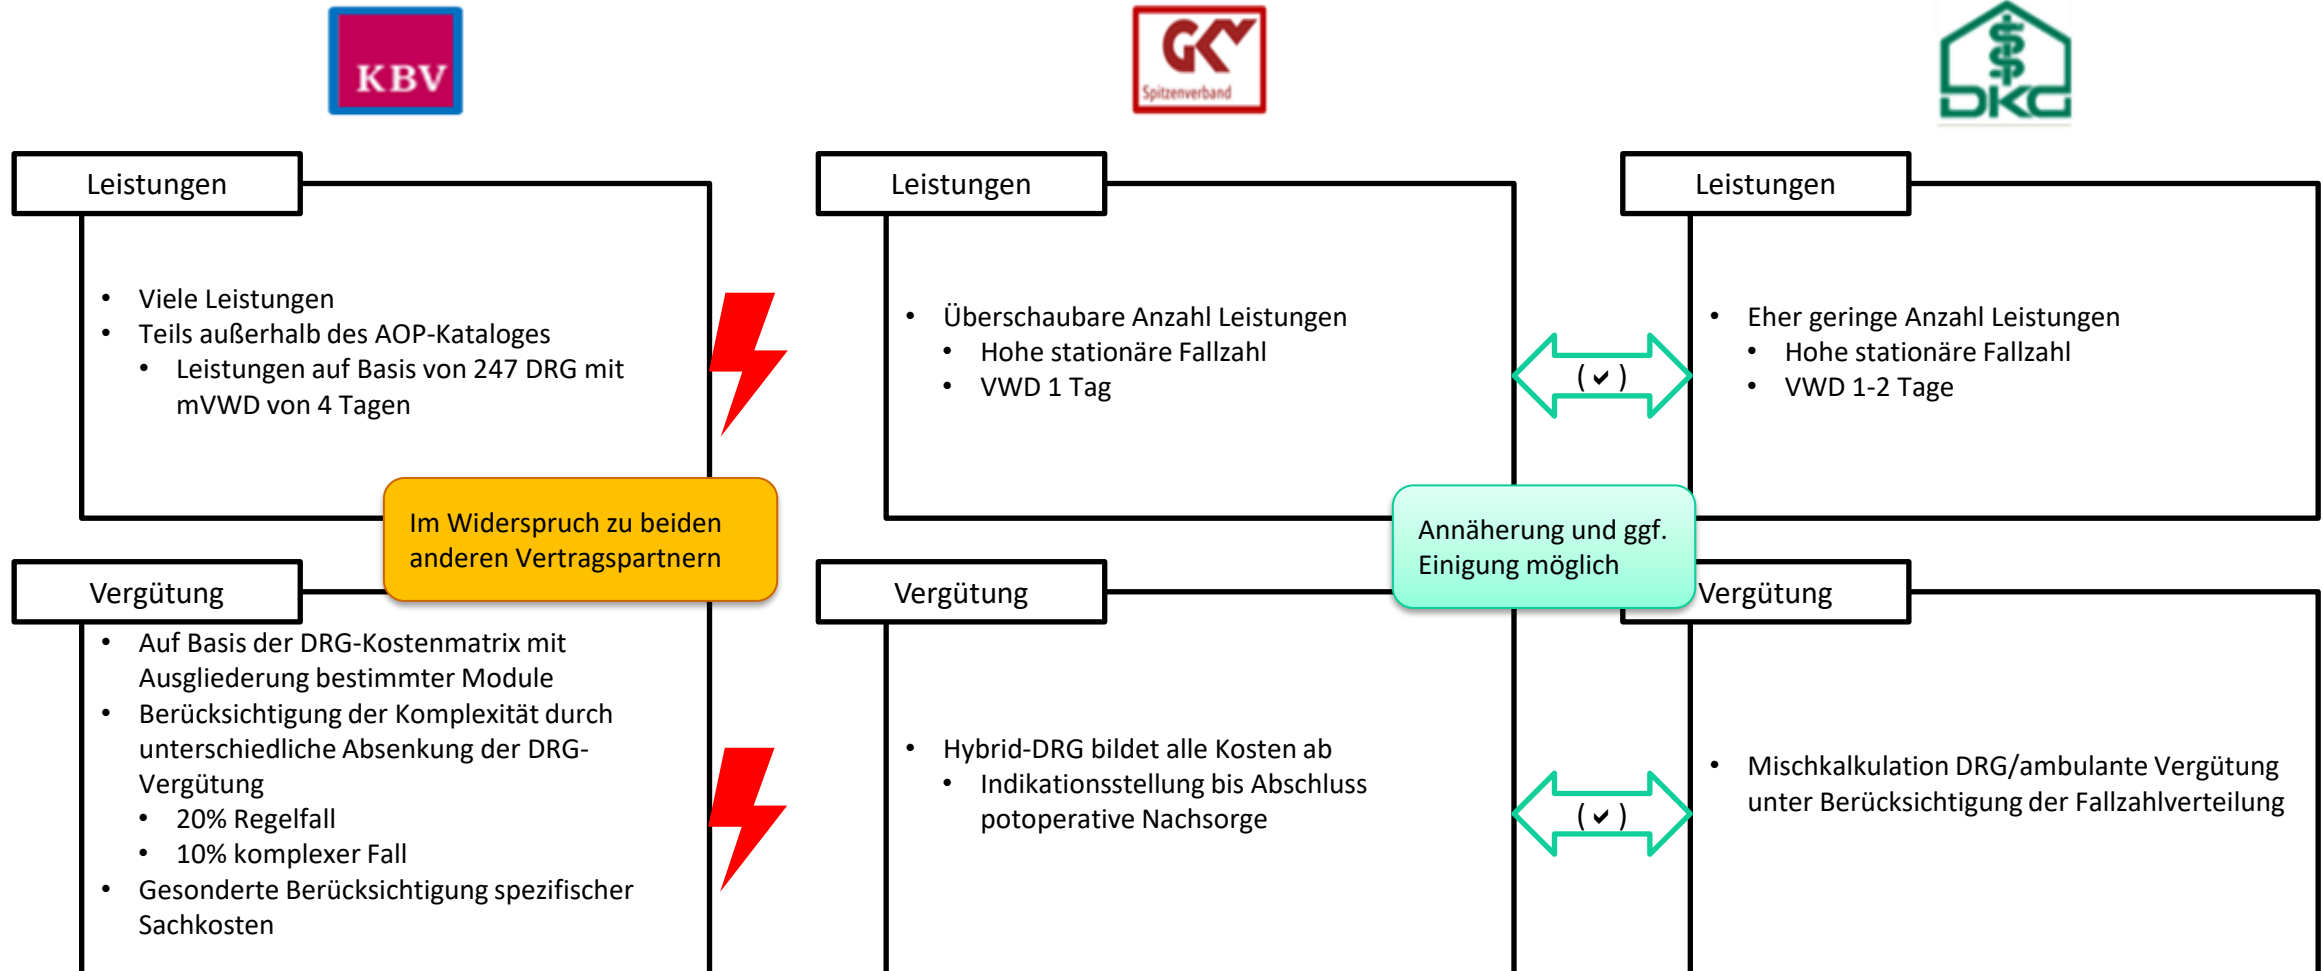 KBV
GKV
Spitzenverband
DKG
Leistungen
• Viele Leistungen
• Teils außerhalb des AOP-Kataloges
• Leistungen auf Basis von 247 DRG mit
mVWD von 4 Tagen
Leistungen
• Überschaubare Anzahl Leistungen
• Hohe stationäre Fallzahl
• VWD 1 Tag
(✓)
Leistungen
• Eher geringe Anzahl Leistungen
• Hohe stationäre Fallzahl
• VWD 1-2 Tage
Im Widerspruch zu beiden
anderen Vertragspartnern
Annäherung und ggf.
Einigung möglich
Vergütung
• Auf Basis der DRG-Kostenmatrix mit
Ausgliederung bestimmter Module
• Berücksichtigung der Komplexität durch
unterschiedliche Absenkung der DRG-
Vergütung
• 20% Regelfall
• 10% komplexer Fall
• Gesonderte Berücksichtigung spezifischer
Sachkosten
Vergütung
• Hybrid-DRG bildet alle Kosten ab
• Indikationsstellung bis Abschluss
potoperative Nachsorge
(✓)
Vergütung
• Mischkalkulation DRG/ambulante Vergütung
unter Berücksichtigung der Fallzahlverteilung